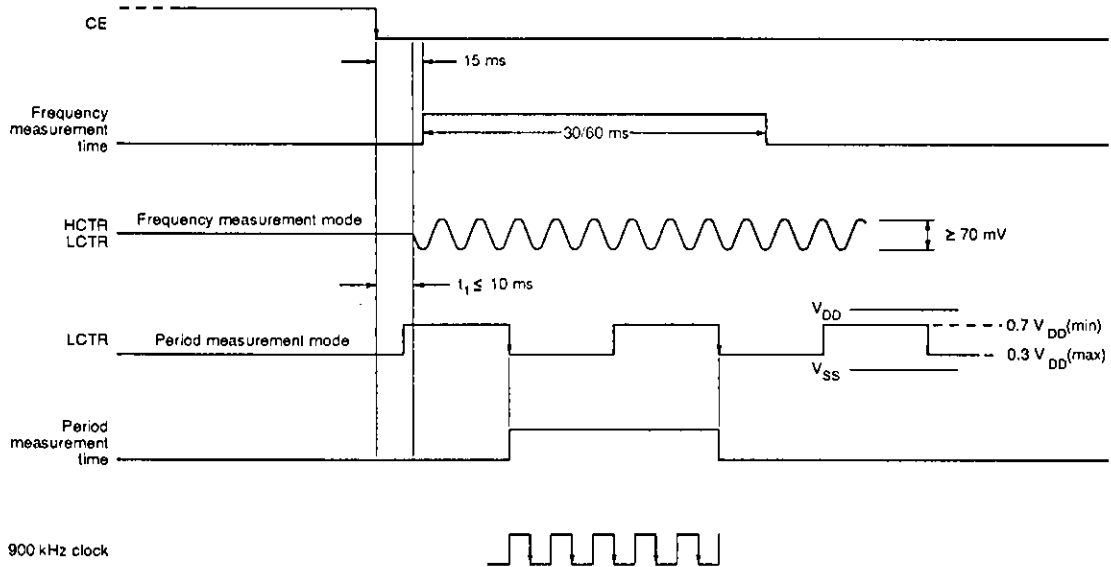 CE
15 ms
Frequency
measurement
time
30/60 ms
HCTR
LCTR
Frequency measurement mode
≥ 70 mV
t1 ≤ 10 ms
LCTR
Period measurement mode
VDD
0.7 VDD(min)
0.3 VDD(max)
VSS
Period
measurement
time
900 kHz clock